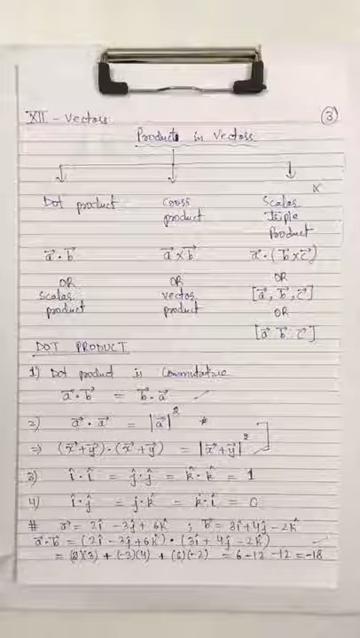 XII - Vectors
(3)
Products in Vectors
Dot product
Cross product
Scalar Triple Product
x
a⃗ · b⃗
a⃗ × b⃗
a⃗ · (b⃗ × c⃗)
OR
OR
OR
scalar product
vector product
[a⃗, b⃗, c⃗]
OR
[a⃗ b⃗ c⃗]
DOT PRODUCT
1) Dot product is Commutative
a⃗ · b⃗ = b⃗ · a⃗
2) a⃗ · a⃗ = |a⃗|² *
⇒ (x⃗+y⃗) · (x⃗+y⃗) = |x⃗+y⃗|²
3) î · î = ĵ · ĵ = k̂ · k̂ = 1
4) î · ĵ = ĵ · k̂ = k̂ · î = 0
# a⃗ = 2î - 3ĵ + 6k̂ ; b⃗ = 3î + 4ĵ - 2k̂
a⃗ · b⃗ = (2î - 3ĵ + 6k̂) · (3î + 4ĵ - 2k̂)
= (2)(3) + (-3)(4) + (6)(-2) = 6 - 12 - 12 = -18